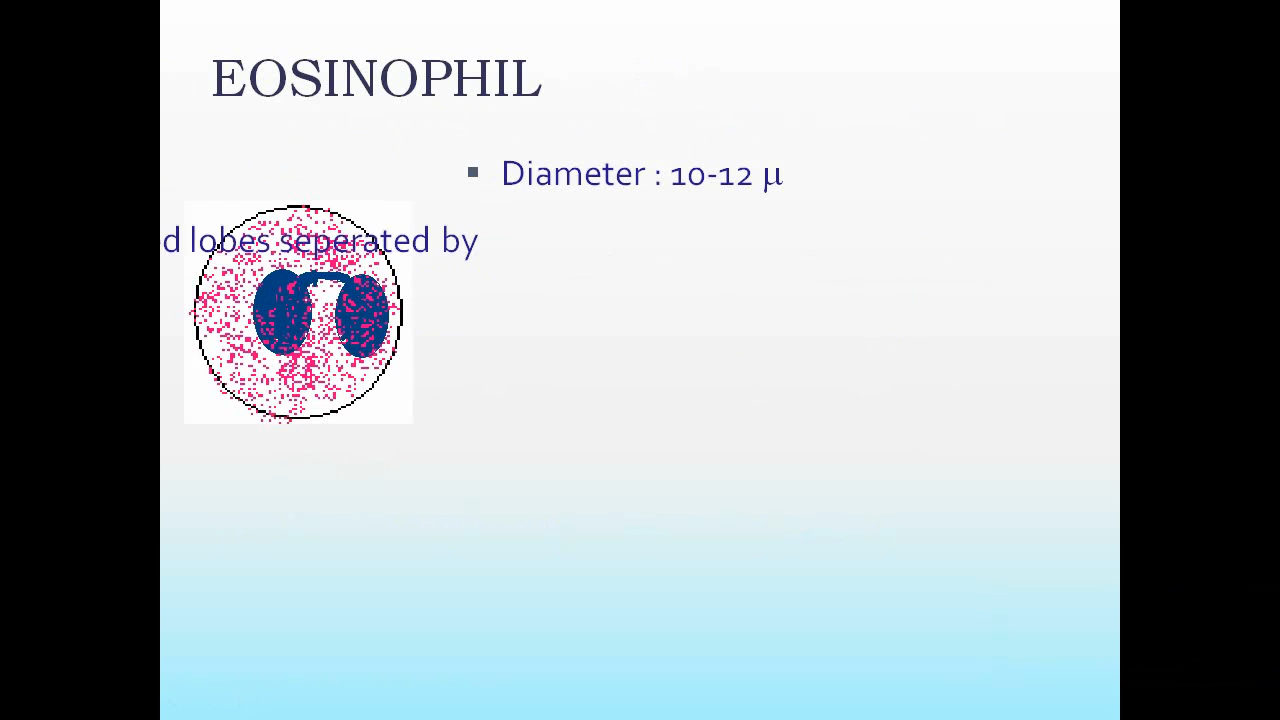 EOSINOPHIL
▪ Diameter : 10-12 μ
d lobes seperated by